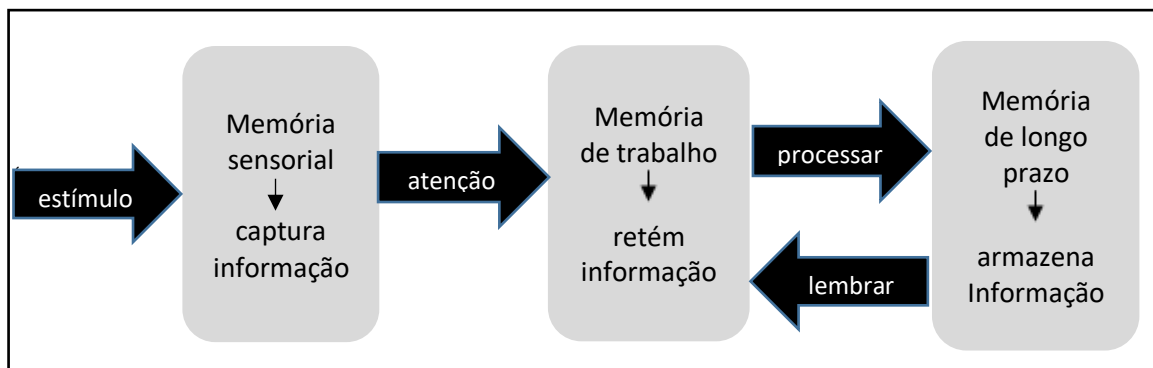 estímulo
Memória
sensorial
captura
informação
atenção
Memória
de trabalho
retém
informação
processar
lembrar
Memória
de longo
prazo
armazena
Informação